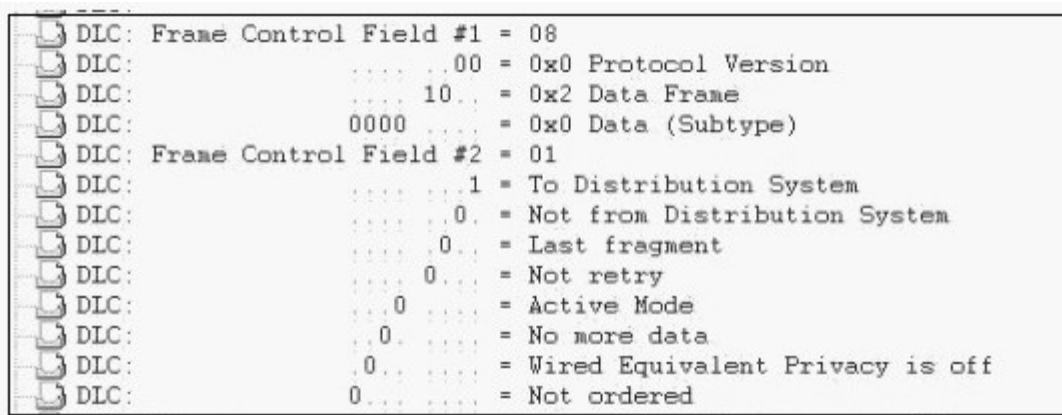 DLC: Frame Control Field #1 = 08
DLC: .... ..00 = 0x0 Protocol Version
DLC: .... 10.. = 0x2 Data Frame
DLC: 0000 .... = 0x0 Data (Subtype)
DLC: Frame Control Field #2 = 01
DLC: .... ...1 = To Distribution System
DLC: .... ..0. = Not from Distribution System
DLC: .... .0.. = Last fragment
DLC: .... 0... = Not retry
DLC: ...0 .... = Active Mode
DLC: ..0. .... = No more data
DLC: .0.. .... = Wired Equivalent Privacy is off
DLC: 0... .... = Not ordered